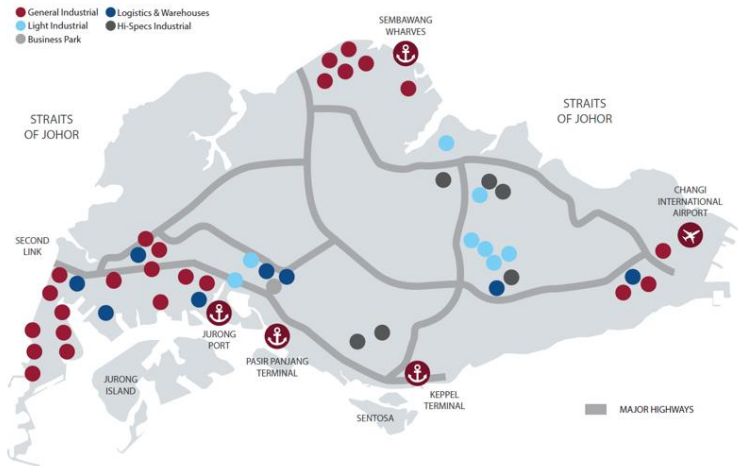 General Industrial
Logistics & Warehouses
Light Industrial
Hi-Specs Industrial
Business Park
SEMBAWANG
WHARVES
STRAITS
OF JOHOR
STRAITS
OF JOHOR
CHANGI
INTERNATIONAL
AIRPORT
SECOND
LINK
JURONG
PORT
PASIR PANJANG
TERMINAL
JURONG
ISLAND
KEPPEL
TERMINAL
SENTOSA
MAJOR HIGHWAYS